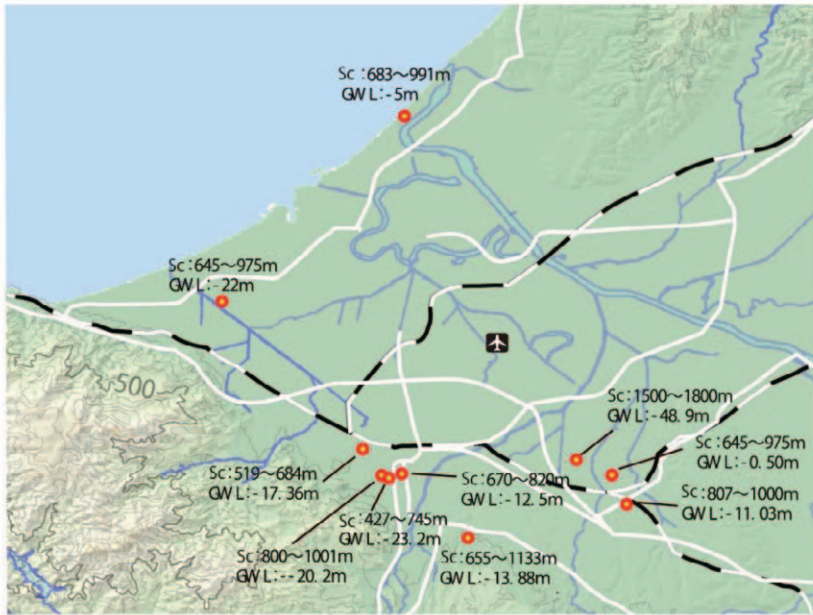 Sc:683～991m
GWL:-5m
Sc:645～975m
GWL:-22m
500
Sc:1500～1800m
GWL:-48.9m
Sc:645～975m
GWL:-0.50m
Sc:519～684m
GWL:-17.36m
Sc:670～820m
GWL:-12.5m
Sc:807～1000m
GWL:-11.03m
Sc:427～745m
GWL:-23.2m
Sc:800～1001m
GWL:--20.2m
Sc:655～1133m
GWL:-13.88m